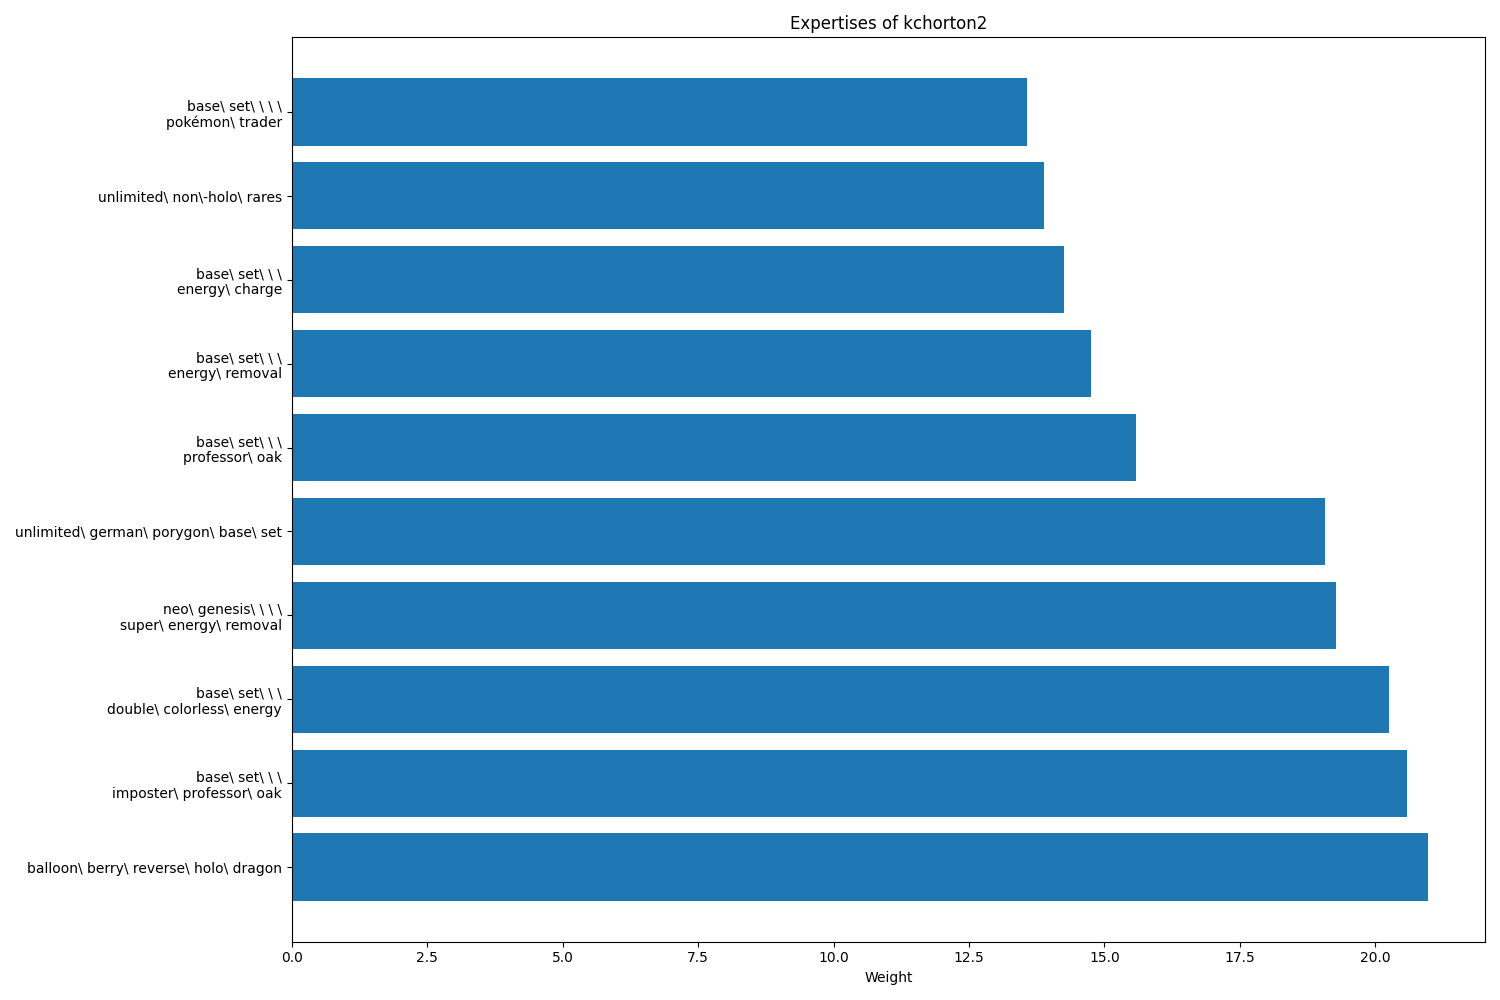 Expertises of kchorton2
base\ set\ \ \ \
pokémon\ trader
unlimited\ non\-holo\ rares
base\ set\ \ \
energy\ charge
base\ set\ \ \
energy\ removal
base\ set\ \ \
professor\ oak
unlimited\ german\ porygon\ base\ set
neo\ genesis\ \ \ \
super\ energy\ removal
base\ set\ \ \
double\ colorless\ energy
base\ set\ \ \
imposter\ professor\ oak
balloon\ berry\ reverse\ holo\ dragon
0.0 2.5 5.0 7.5 10.0 12.5 15.0 17.5 20.0
Weight